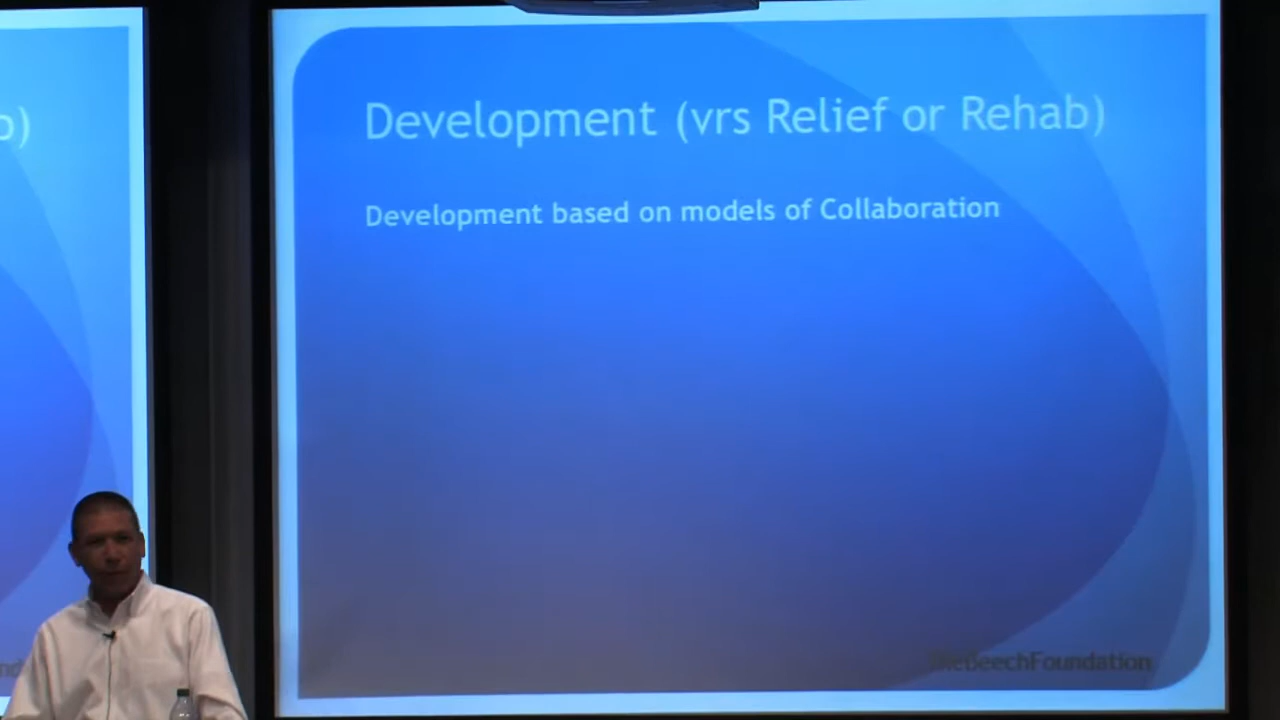 Development (vrs Relief or Rehab)
Development based on models of Collaboration
TheBeechFoundation